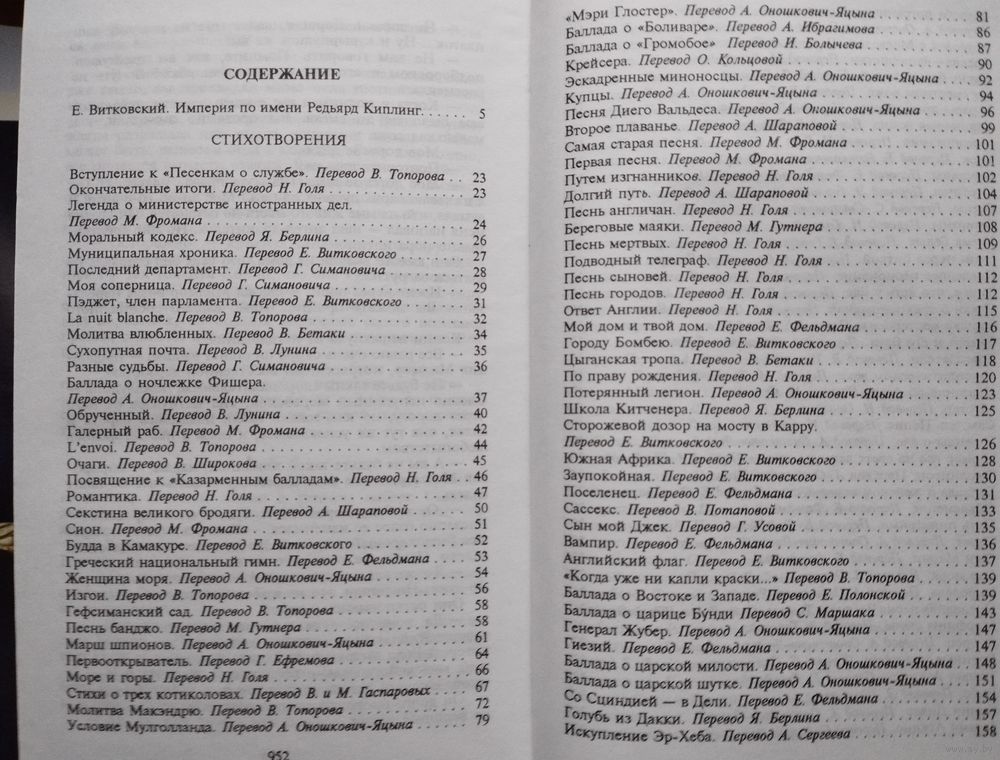 СОДЕРЖАНИЕ
Е. Витковский. Империя по имени Редьярд Киплинг. . . . . . 5
СТИХОТВОРЕНИЯ
Вступление к «Песенкам о службе». Перевод В. Топорова . . 23
Окончательные итоги. Перевод Н. Голя . . . . . . . . . . 23
Легенда о министерстве иностранных дел.
Перевод М. Фромана . . . . . . . . . . 24
Моральный кодекс. Перевод Я. Берлина . . . . . . . . . . 26
Муниципальная хроника. Перевод Е. Витковского . . . . . . 27
Последний департамент. Перевод Г. Симановича . . . . . . 28
Моя соперница. Перевод Г. Симановича . . . . . . . . . . 29
Пэджет, член парламента. Перевод Е. Витковского . . . . . . 31
La nuit blanche. Перевод В. Топорова . . . . . . . . . . 32
Молитва влюбленных. Перевод В. Бетаки . . . . . . . . . . 34
Сухопутная почта. Перевод В. Лунина . . . . . . . . . . 35
Разные судьбы. Перевод Г. Симановича . . . . . . . . . . 36
Баллада о ночлежке Фишера.
Перевод А. Оношкович-Яцына . . . . . . . . . . 37
Обрученный. Перевод В. Лунина . . . . . . . . . . 40
Галерный раб. Перевод М. Фромана . . . . . . . . . . 42
L'envoi. Перевод В. Топорова . . . . . . . . . . 44
Очаги. Перевод В. Широкова . . . . . . . . . . 45
Посвящение к «Казарменным балладам». Перевод Н. Голя . . 46
Романтика. Перевод Н. Голя . . . . . . . . . . 47
Секстина великого бродяги. Перевод А. Шараповой . . . . . . 50
Сион. Перевод М. Фромана . . . . . . . . . . 51
Будда в Камакуре. Перевод Е. Витковского . . . . . . . . . . 52
Греческий национальный гимн. Перевод Е. Фельдмана . . . . 53
Женщина моря. Перевод А. Оношкович-Яцына . . . . . . . . 54
Изгои. Перевод В. Топорова . . . . . . . . . . 56
Гефсиманский сад. Перевод В. Топорова . . . . . . . . . . 58
Песнь банджо. Перевод М. Гутнера . . . . . . . . . . 58
Марш шпионов. Перевод А. Оношкович-Яцына . . . . . . . . 61
Первооткрыватель. Перевод Г. Ефремова . . . . . . . . . . 64
Море и горы. Перевод Н. Голя . . . . . . . . . . 66
Стихи о трех котиколовах. Перевод В. и М. Гаспаровых . . . . 67
Молитва Макэндрю. Перевод В. Топорова . . . . . . . . . . 72
Условие Мулголланда. Перевод А. Оношкович-Яцына . . . . . . 79
952
«Мэри Глостер». Перевод А. Оношкович-Яцына . . . . . . . . 81
Баллада о «Боливаре». Перевод А. Ибрагимова . . . . . . . . 86
Баллада о «Громобое» Перевод И. Болычева . . . . . . . . 87
Крейсера. Перевод О. Кольцовой . . . . . . . . . . 90
Эскадренные миноносцы. Перевод А. Оношкович-Яцына . . 92
Купцы. Перевод А. Оношкович-Яцына . . . . . . . . . . 94
Песня Диего Вальдеса. Перевод А. Оношкович-Яцына . . . . 96
Второе плаванье. Перевод А. Шараповой . . . . . . . . . . 99
Самая старая песня. Перевод М. Фромана . . . . . . . . . . 101
Первая песня. Перевод М. Фромана . . . . . . . . . . 101
Путем изгнанников. Перевод Н. Голя . . . . . . . . . . 102
Долгий путь. Перевод А. Шараповой . . . . . . . . . . 104
Песнь англичан. Перевод Н. Голя . . . . . . . . . . 107
Береговые маяки. Перевод М. Гутнера . . . . . . . . . . 108
Песнь мертвых. Перевод Н. Голя . . . . . . . . . . 109
Подводный телеграф. Перевод Н. Голя . . . . . . . . . . 111
Песнь сыновей. Перевод Н. Голя . . . . . . . . . . 112
Песнь городов. Перевод Н. Голя . . . . . . . . . . 112
Ответ Англии. Перевод Н. Голя . . . . . . . . . . 115
Мой дом и твой дом. Перевод Е. Фельдмана . . . . . . . . 116
Городу Бомбею. Перевод Е. Витковского . . . . . . . . . . 117
Цыганская тропа. Перевод В. Бетаки . . . . . . . . . . 118
По праву рождения. Перевод Н. Голя . . . . . . . . . . 120
Потерянный легион. Перевод А. Оношкович-Яцына . . . . . . 123
Школа Китченера. Перевод Я. Берлина . . . . . . . . . . 125
Сторожевой дозор на мосту в Карру.
Перевод Е. Витковского . . . . . . . . . . 126
Южная Африка. Перевод Е. Витковского . . . . . . . . . . 128
Заупокойная. Перевод Е. Витковского . . . . . . . . . . 130
Поселенец. Перевод Е. Фельдмана . . . . . . . . . . 131
Сассекс. Перевод В. Потаповой . . . . . . . . . . 133
Сын мой Джек. Перевод Г. Усовой . . . . . . . . . . 135
Вампир. Перевод Е. Фельдмана . . . . . . . . . . 136
Английский флаг. Перевод Е. Витковского . . . . . . . . . . 137
«Когда уже ни капли краски...» Перевод В. Топорова . . . . . . 139
Баллада о Востоке и Западе. Перевод Е. Полонской . . . . . . 139
Баллада о царице Бу́нди Перевод С. Маршака . . . . . . . . 143
Генерал Жубер. Перевод А. Оношкович-Яцына . . . . . . . . 147
Гиезий. Перевод Е. Фельдмана . . . . . . . . . . 147
Баллада о царской милости. Перевод А. Оношкович-Яцына . . 148
Баллада о царской шутке. Перевод А. Оношкович-Яцына . . . . 151
Со Сциндией — в Дели. Перевод Е. Фельдмана . . . . . . . . 154
Голубь из Дакки. Перевод Я. Берлина . . . . . . . . . . 157
Искупление Эр-Хеба. Перевод А. Сергеева . . . . . . . . . . 158